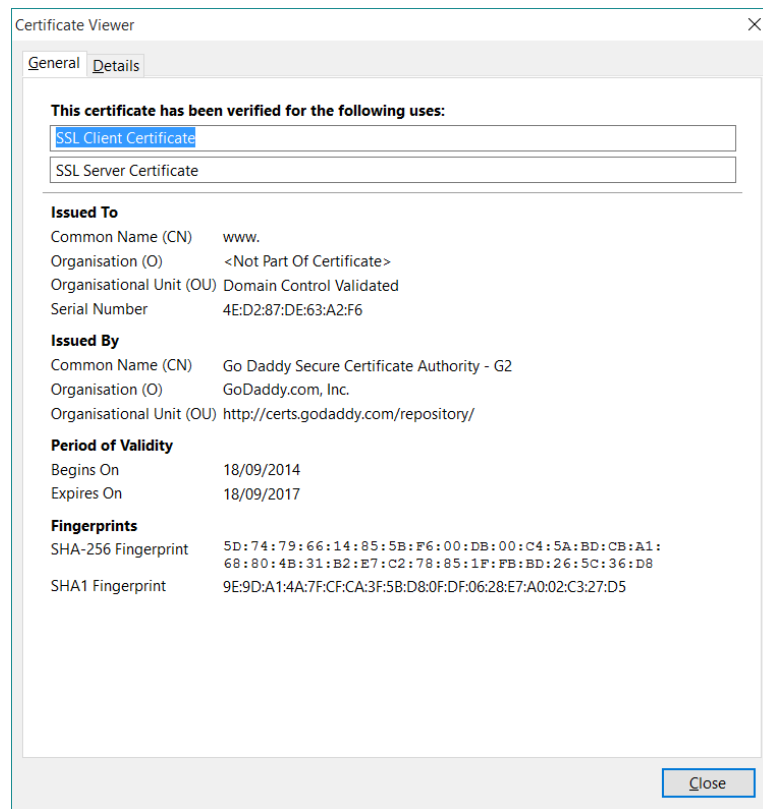 Certificate Viewer
General Details
This certificate has been verified for the following uses:
SSL Client Certificate
SSL Server Certificate
Issued To
Common Name (CN) www.
Organisation (O) <Not Part Of Certificate>
Organisational Unit (OU) Domain Control Validated
Serial Number 4E:D2:87:DE:63:A2:F6
Issued By
Common Name (CN) Go Daddy Secure Certificate Authority - G2
Organisation (O) GoDaddy.com, Inc.
Organisational Unit (OU) http://certs.godaddy.com/repository/
Period of Validity
Begins On 18/09/2014
Expires On 18/09/2017
Fingerprints
SHA-256 Fingerprint 5D:74:79:66:14:85:5B:F6:00:DB:00:C4:5A:BD:CB:A1:
68:80:4B:31:B2:E7:C2:78:85:1F:FB:BD:26:5C:36:D8
SHA1 Fingerprint 9E:9D:A1:4A:7F:CF:CA:3F:5B:D8:0F:DF:06:28:E7:A0:02:C3:27:D5
Close